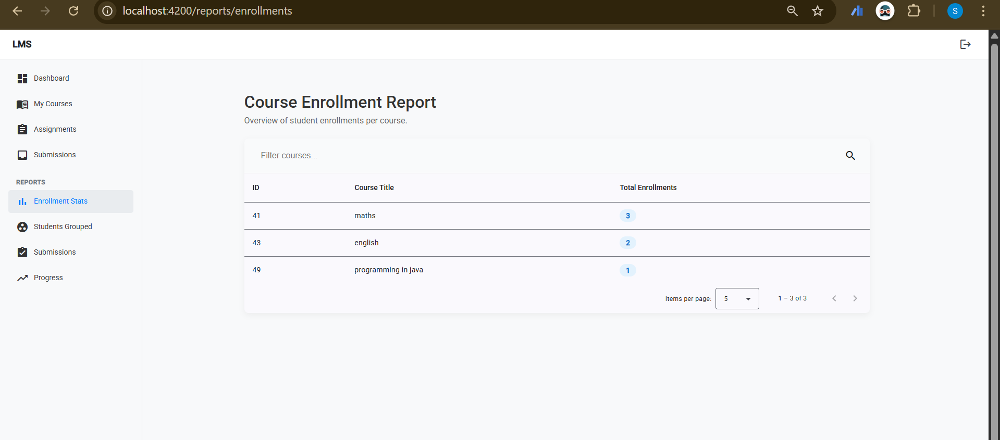 localhost:4200/reports/enrollments
S
LMS
Dashboard
My Courses
Assignments
Submissions
REPORTS
Enrollment Stats
Students Grouped
Submissions
Progress
Course Enrollment Report
Overview of student enrollments per course.
Filter courses...
ID Course Title Total Enrollments
41 maths 3
43 english 2
49 programming in java 1
Items per page: 5 1 – 3 of 3